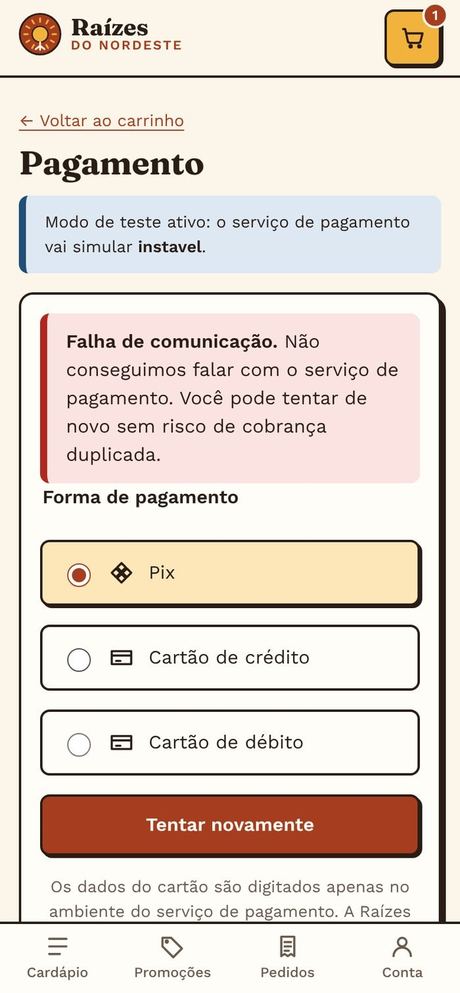 Raízes
DO NORDESTE
1
← Voltar ao carrinho
Pagamento
Modo de teste ativo: o serviço de pagamento
vai simular instavel.
Falha de comunicação. Não
conseguimos falar com o serviço de
pagamento. Você pode tentar de
novo sem risco de cobrança
duplicada.
Forma de pagamento
Pix
Cartão de crédito
Cartão de débito
Tentar novamente
Os dados do cartão são digitados apenas no
ambiente do serviço de pagamento. A Raízes
Cardápio
Promoções
Pedidos
Conta